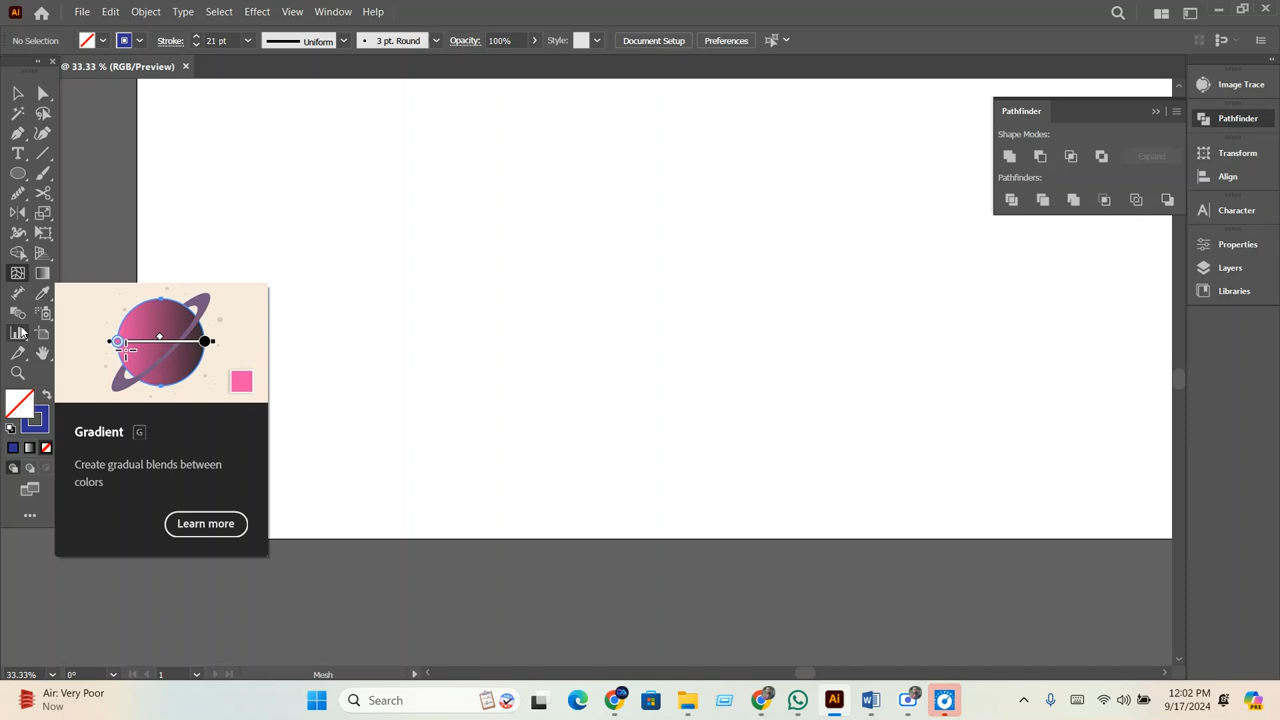 Ai File Edit Object Type Select Effect View Window Help
No Selection Stroke: 21 pt Uniform 3 pt. Round Opacity: 100% Style: Document Setup Preferences
@ 33.33 % (RGB/Preview) ×
Image Trace
Pathfinder
Pathfinder
Shape Modes:
Expand
Transform
Pathfinders:
Align
Character
Properties
Layers
Libraries
T
Gradient G
Create gradual blends between
colors
Learn more
33.33% 0° 1 Mesh
Air: Very Poor
Now
Search
Ai
W
12:02 PM
9/17/2024
PRE